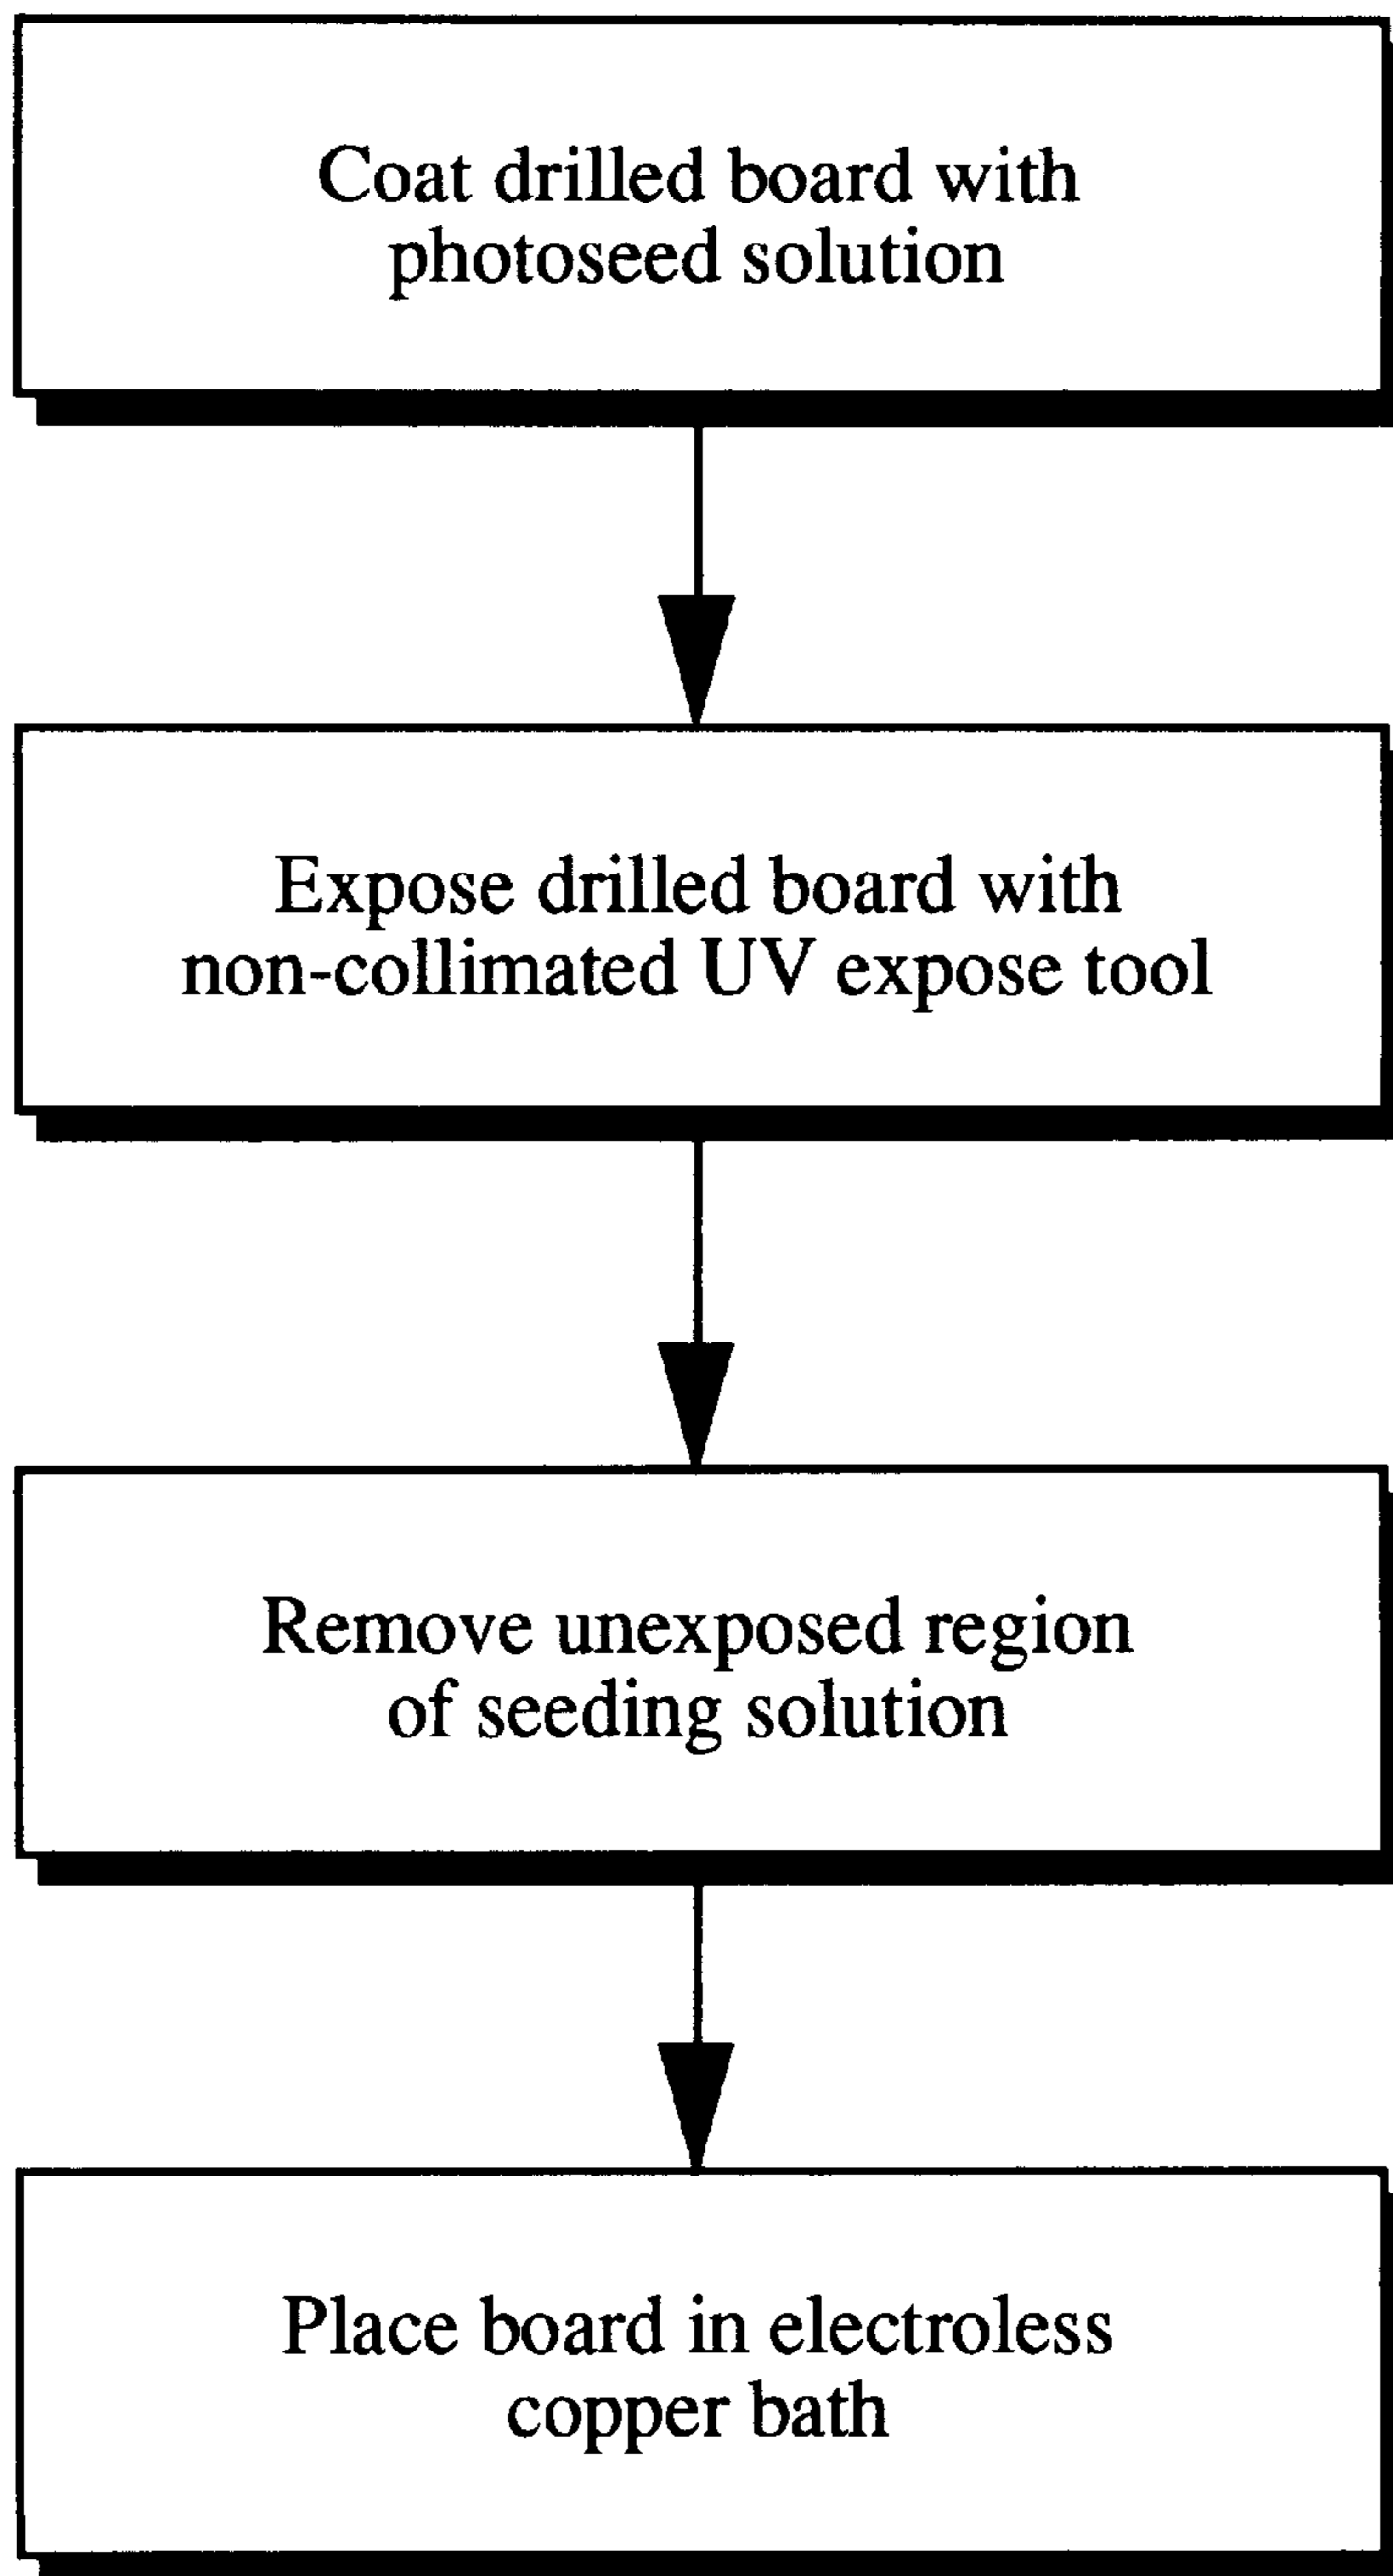 Coat drilled board with
photoseed solution
Expose drilled board with
non-collimated UV expose tool
Remove unexposed region
of seeding solution
Place board in electroless
copper bath